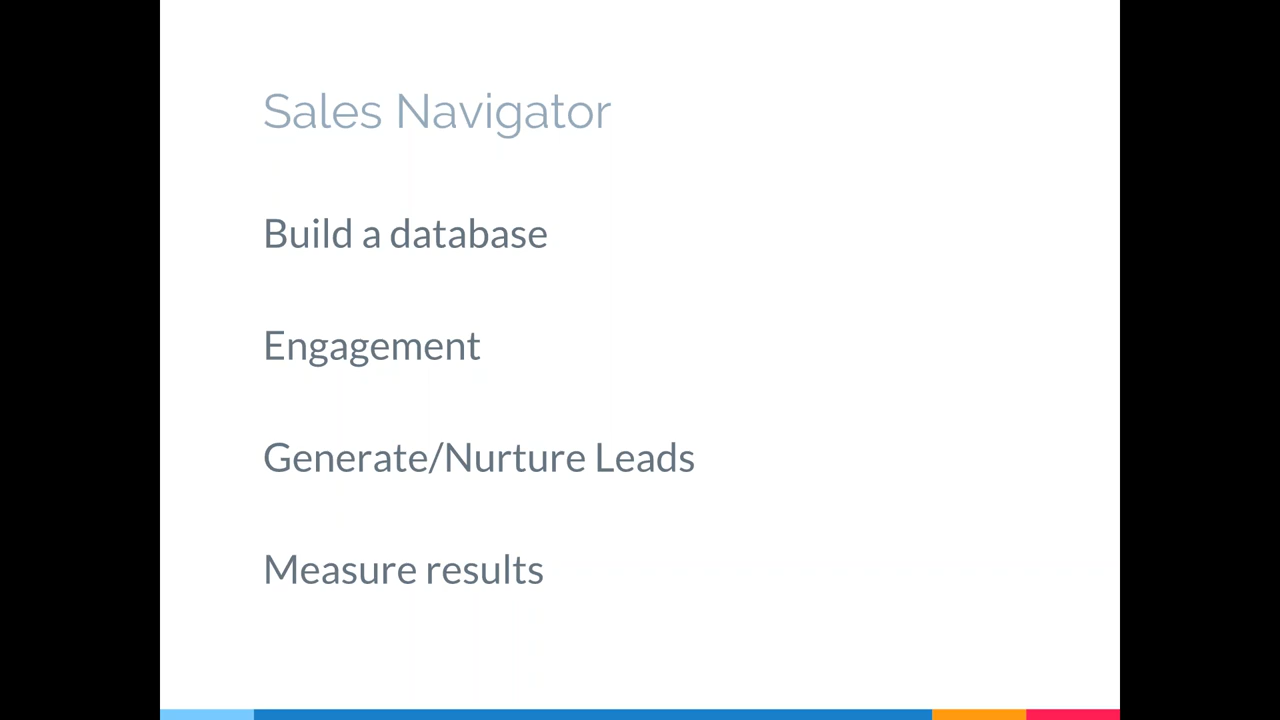 Sales Navigator
Build a database
Engagement
Generate/Nurture Leads
Measure results